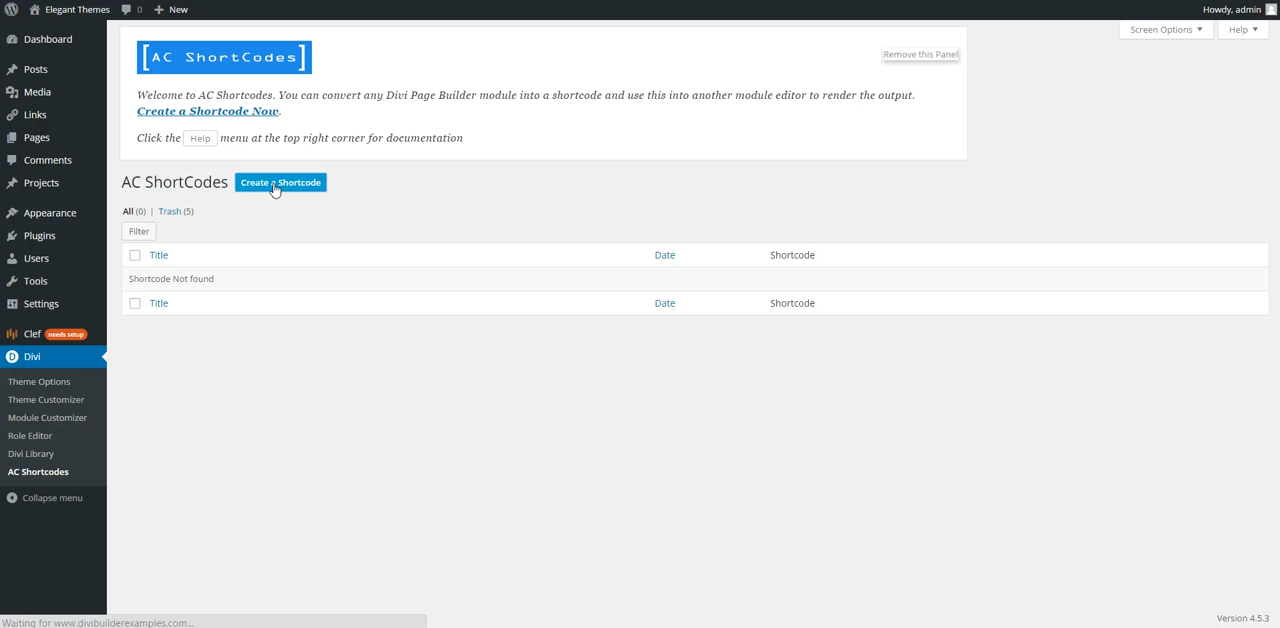 Elegant Themes
0
New
Howdy, admin
Screen Options ▼
Help ▼
Dashboard
Posts
Media
Links
Pages
Comments
Projects
Appearance
Plugins
Users
Tools
Settings
Clef needs setup
Divi
Theme Options
Theme Customizer
Module Customizer
Role Editor
Divi Library
AC Shortcodes
Collapse menu
[AC ShortCodes]
Remove this Panel
Welcome to AC Shortcodes. You can convert any Divi Page Builder module into a shortcode and use this into another module editor to render the output.
Create a Shortcode Now.
Click the Help menu at the top right corner for documentation
AC ShortCodes Create a Shortcode
All (0) | Trash (5)
Filter
Title Date Shortcode
Shortcode Not found
Title Date Shortcode
Waiting for www.divibuilderexamples.com...
Version 4.5.3